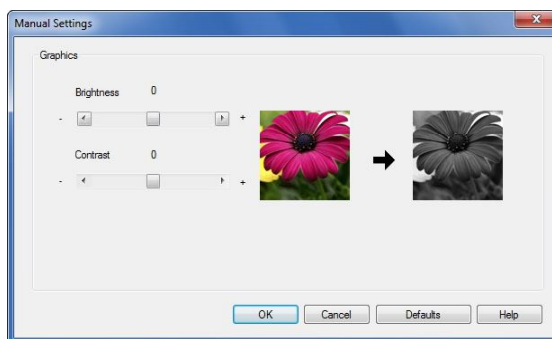 Manual Settings
Graphics
Brightness 0
- +
Contrast 0
- +
OK Cancel Defaults Help